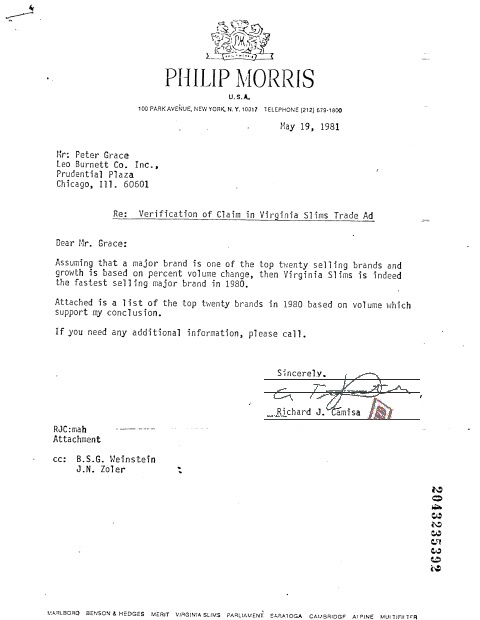 PHILIP MORRIS
U.S.A.
100 PARK AVENUE, NEW YORK, N.Y. 10017 TELEPHONE (212) 679-1800
May 19, 1981
Mr: Peter Grace
Leo Burnett Co. Inc.,
Prudential Plaza
Chicago, Ill. 60601
Re: Verification of Claim in Virginia Slims Trade Ad
Dear Mr. Grace:
Assuming that a major brand is one of the top twenty selling brands and
growth is based on percent volume change, then Virginia Slims is indeed
the fastest selling major brand in 1980.
Attached is a list of the top twenty brands in 1980 based on volume which
support my conclusion.
If you need any additional information, please call.
Sincerely,
Richard J. Camisa
RJC:mah
Attachment
cc: B.S.G. Weinstein
J.N. Zoler
2043235392
MARLBORO BENSON & HEDGES MERIT VIRGINIA SLIMS PARLIAMENT SARATOGA CAMBRIDGE ALPINE MULTIFILTER